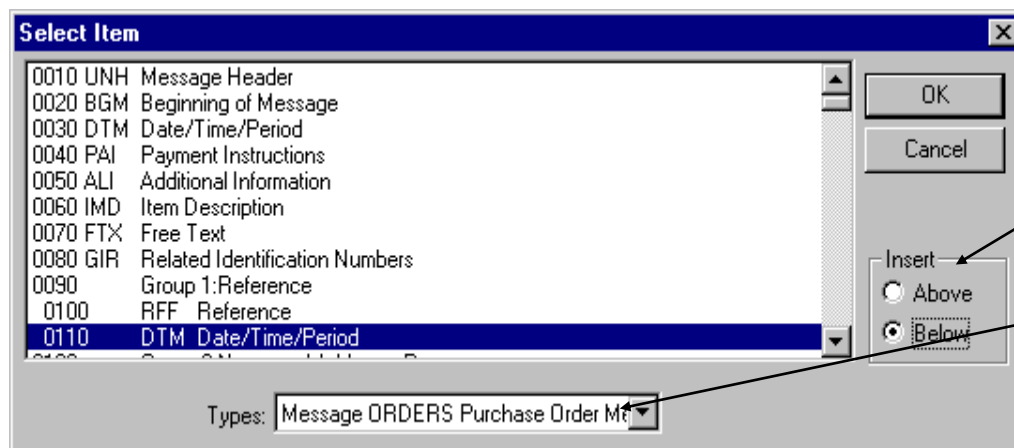 Select Item
0010 UNH Message Header
0020 BGM Beginning of Message
0030 DTM Date/Time/Period
0040 PAI Payment Instructions
0050 ALI Additional Information
0060 IMD Item Description
0070 FTX Free Text
0080 GIR Related Identification Numbers
0090 Group 1:Reference
0100 RFF Reference
0110 DTM Date/Time/Period
OK
Cancel
Insert
Above
Below
Types: Message ORDERS Purchase Order